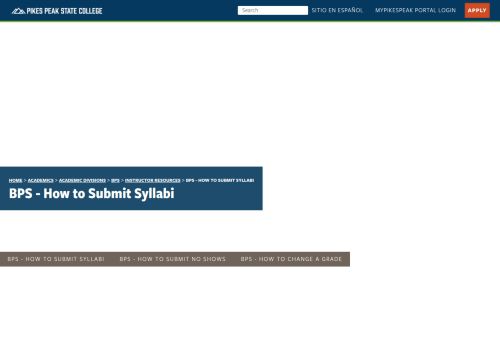 PIKES PEAK STATE COLLEGE
Search
SITIO EN ESPAÑOL
MYPIKESPEAK PORTAL LOGIN
APPLY
HOME > ACADEMICS > ACADEMIC DIVISIONS > BPS > INSTRUCTOR RESOURCES > BPS - HOW TO SUBMIT SYLLABI
BPS - How to Submit Syllabi
BPS - HOW TO SUBMIT SYLLABI
BPS - HOW TO SUBMIT NO SHOWS
BPS - HOW TO CHANGE A GRADE